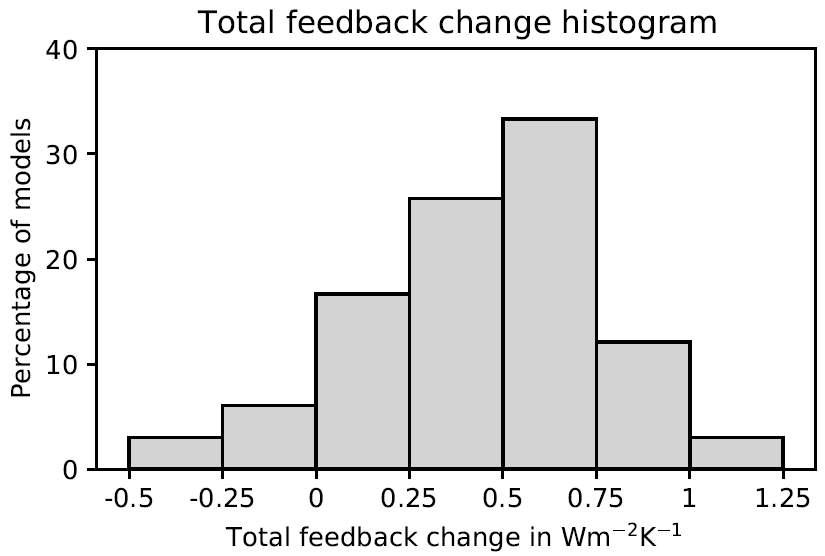 Total feedback change histogram
Percentage of models
40
30
20
10
0
-0.5 -0.25 0 0.25 0.5 0.75 1 1.25
Total feedback change in Wm⁻²K⁻¹